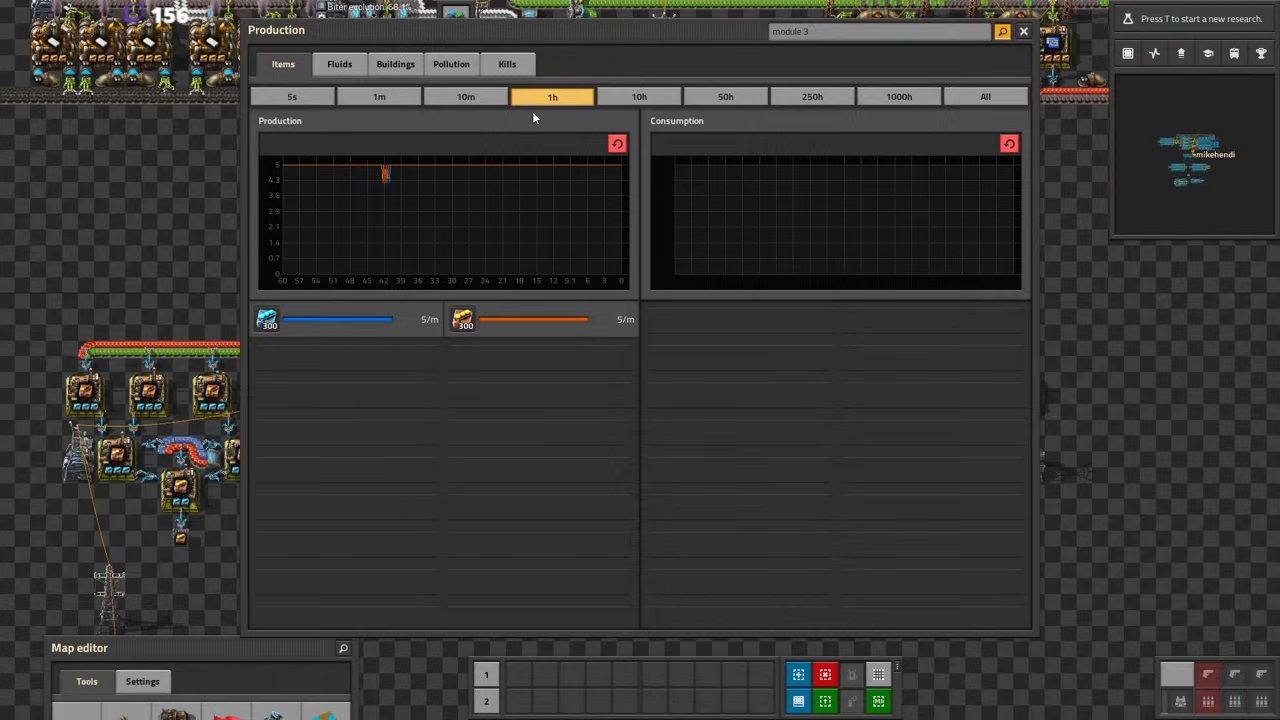 156
Biter evolution: 68.1
Production
module 3
Press T to start a new research.
Items
Fluids
Buildings
Pollution
Kills
5s
1m
10m
1h
10h
50h
250h
1000h
All
Production
Consumption
5
4.3
3.6
2.9
2.1
1.4
0.7
0
60 57 54 51 48 45 42 39 36 33 30 27 24 21 18 15 12 9.1 6 3 0
mikehendi
300
5/m
300
5/m
Map editor
Tools
Settings
1
2